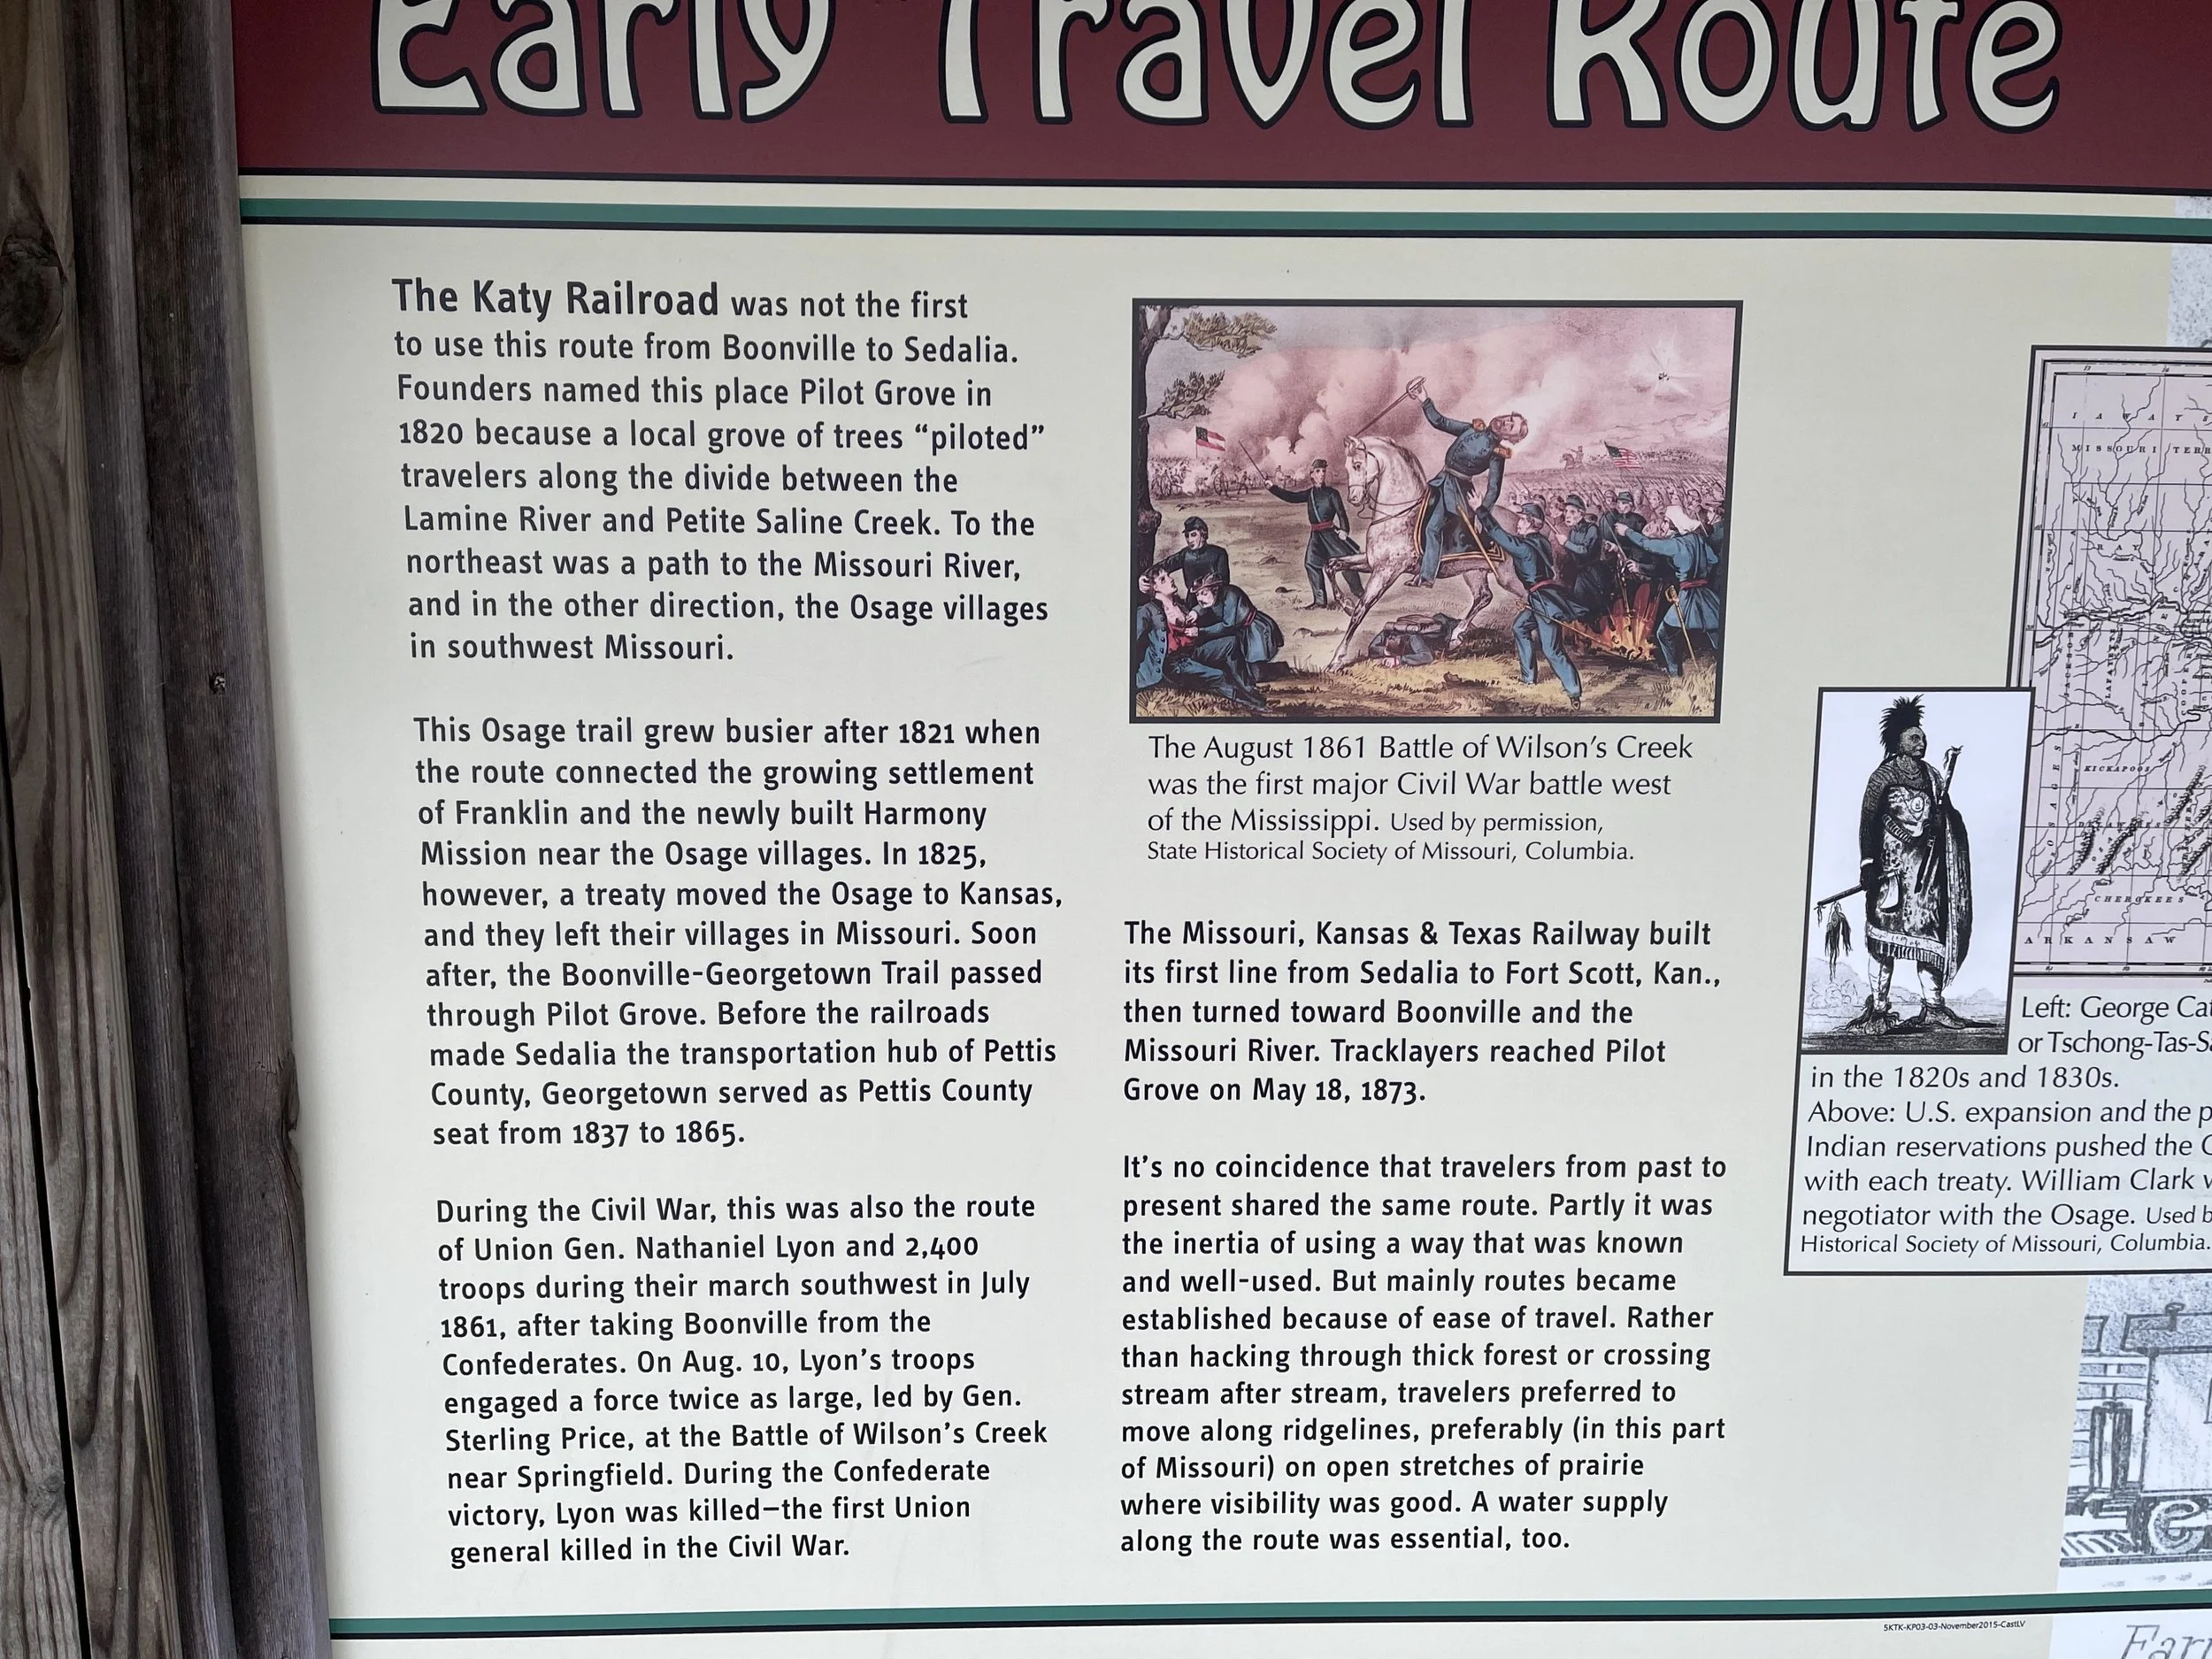 Early Travel Route
The Katy Railroad was not the first
to use this route from Boonville to Sedalia.
Founders named this place Pilot Grove in
1820 because a local grove of trees “piloted”
travelers along the divide between the
Lamine River and Petite Saline Creek. To the
northeast was a path to the Missouri River,
and in the other direction, the Osage villages
in southwest Missouri.
This Osage trail grew busier after 1821 when
the route connected the growing settlement
of Franklin and the newly built Harmony
Mission near the Osage villages. In 1825,
however, a treaty moved the Osage to Kansas,
and they left their villages in Missouri. Soon
after, the Boonville-Georgetown Trail passed
through Pilot Grove. Before the railroads
made Sedalia the transportation hub of Pettis
County, Georgetown served as Pettis County
seat from 1837 to 1865.
During the Civil War, this was also the route
of Union Gen. Nathaniel Lyon and 2,400
troops during their march southwest in July
1861, after taking Boonville from the
Confederates. On Aug. 10, Lyon’s troops
engaged a force twice as large, led by Gen.
Sterling Price, at the Battle of Wilson’s Creek
near Springfield. During the Confederate
victory, Lyon was killed—the first Union
general killed in the Civil War.
The August 1861 Battle of Wilson’s Creek
was the first major Civil War battle west
of the Mississippi. Used by permission,
State Historical Society of Missouri, Columbia.
The Missouri, Kansas & Texas Railway built
its first line from Sedalia to Fort Scott, Kan.,
then turned toward Boonville and the
Missouri River. Tracklayers reached Pilot
Grove on May 18, 1873.
It’s no coincidence that travelers from past to
present shared the same route. Partly it was
the inertia of using a way that was known
and well-used. But mainly routes became
established because of ease of travel. Rather
than hacking through thick forest or crossing
stream after stream, travelers preferred to
move along ridgelines, preferably (in this part
of Missouri) on open stretches of prairie
where visibility was good. A water supply
along the route was essential, too.
MISSOURI TERR
OSAGES
KICKAPOOS
CHEROKEES
ARKANSAW
Left: George Cat
or Tschong-Tas-Sa
in the 1820s and 1830s.
Above: U.S. expansion and the p
Indian reservations pushed the O
with each treaty. William Clark w
negotiator with the Osage. Used b
Historical Society of Missouri, Columbia.
SKTK-KP03-03-November2015-CastLV